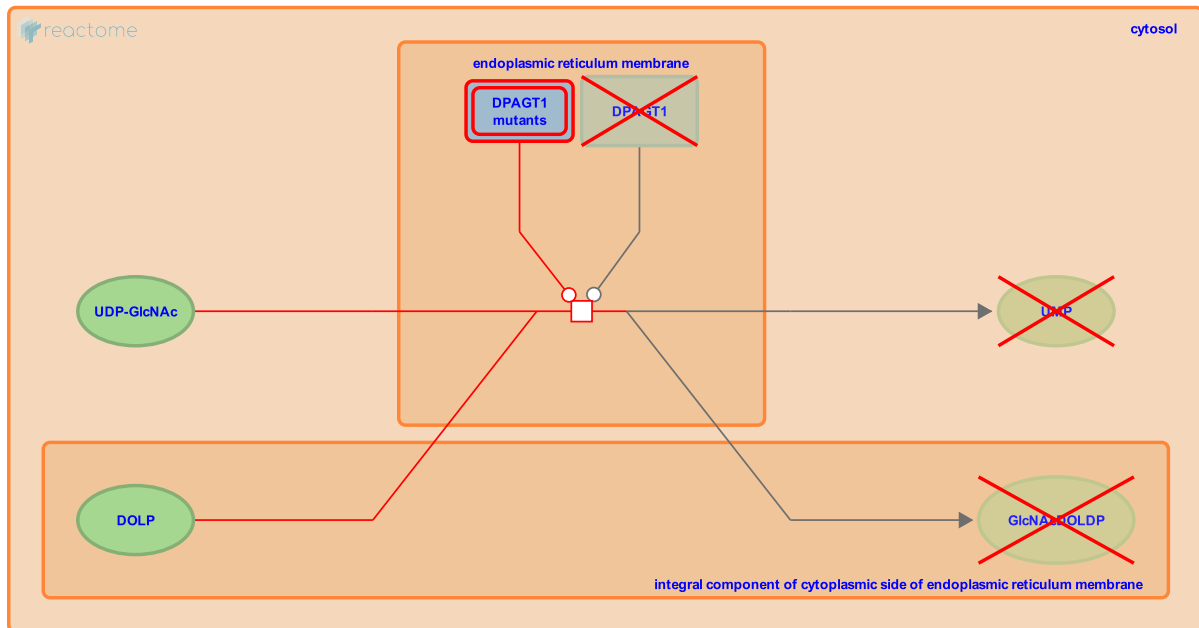 reactome
cytosol
endoplasmic reticulum membrane
DPAGT1
mutants
DPAGT1
UDP-GlcNAc
UMP
DOLP
GlcNAcDOLDP
integral component of cytoplasmic side of endoplasmic reticulum membrane